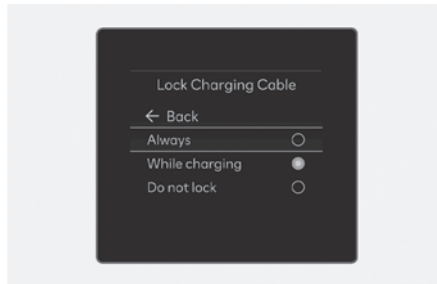 Lock Charging Cable
← Back
Always
While charging
Do not lock